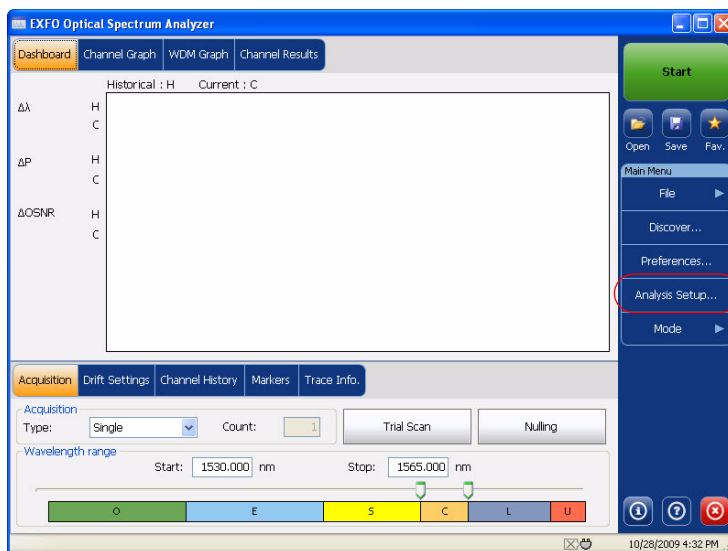 EXFO Optical Spectrum Analyzer
Dashboard Channel Graph WDM Graph Channel Results
Historical : H Current : C
Δλ H
C
ΔP H
C
ΔOSNR H
C
Acquisition Drift Settings Channel History Markers Trace Info.
Acquisition
Type: Single Count: 1 Trial Scan Nulling
Wavelength range
Start: 1530.000 nm Stop: 1565.000 nm
O E S C L U
Start
Open Save Fav.
Main Menu
File
Discover...
Preferences...
Analysis Setup...
Mode
10/28/2009 4:32 PM